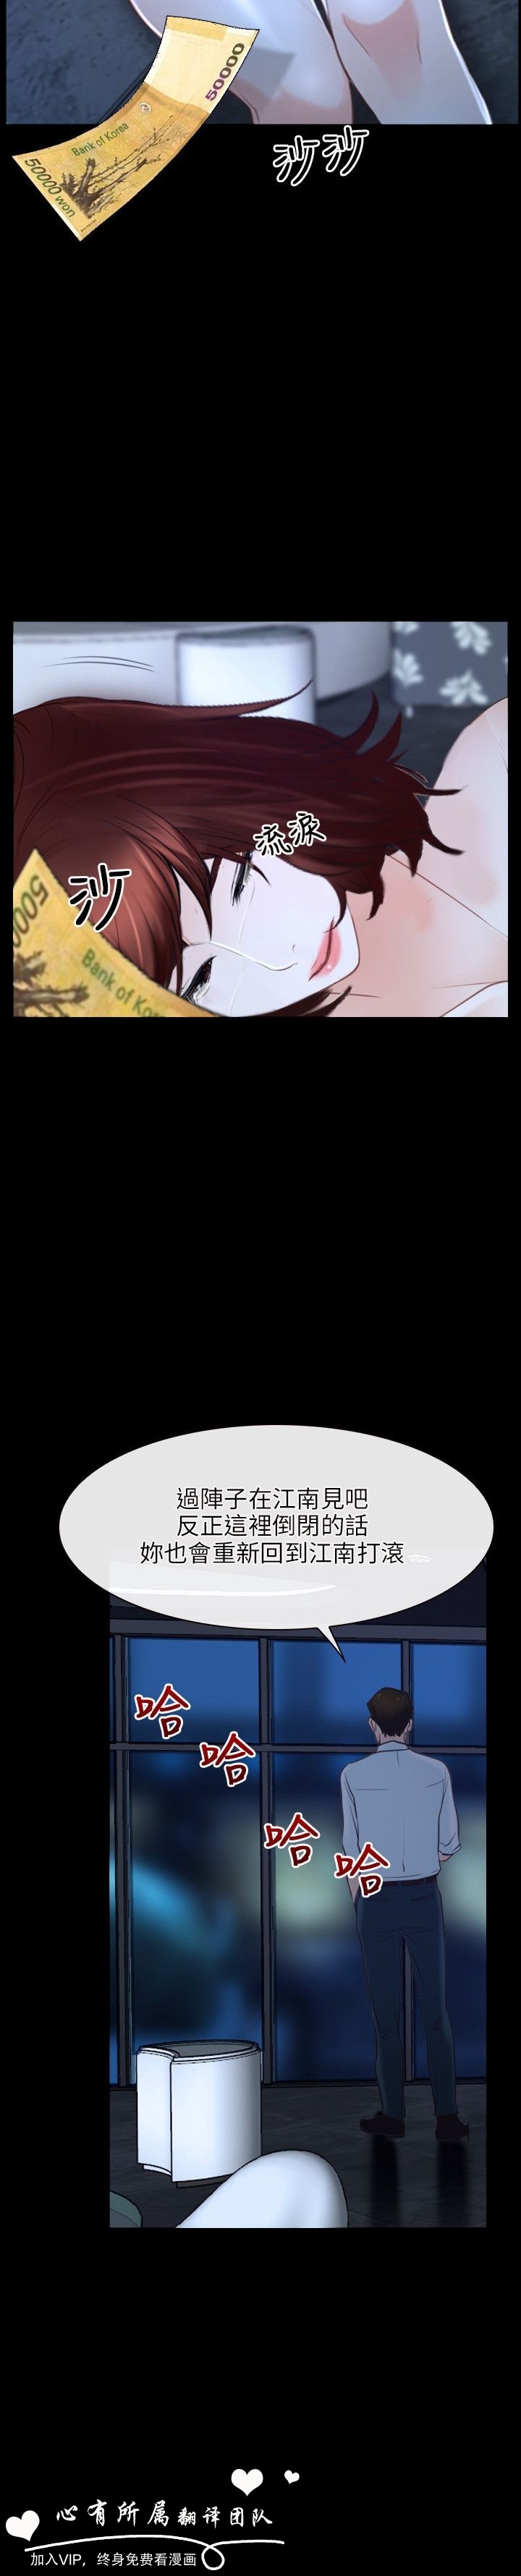 50000
Bank of Korea
50000 won
沙沙
流淚
沙
5000
Bank of Kore
過陣子在江南見吧
反正這裡倒閉的話
妳也會重新回到江南打滾
哈
哈
哈
哈
心有所属翻译团队
加入VIP，终身免费看漫画